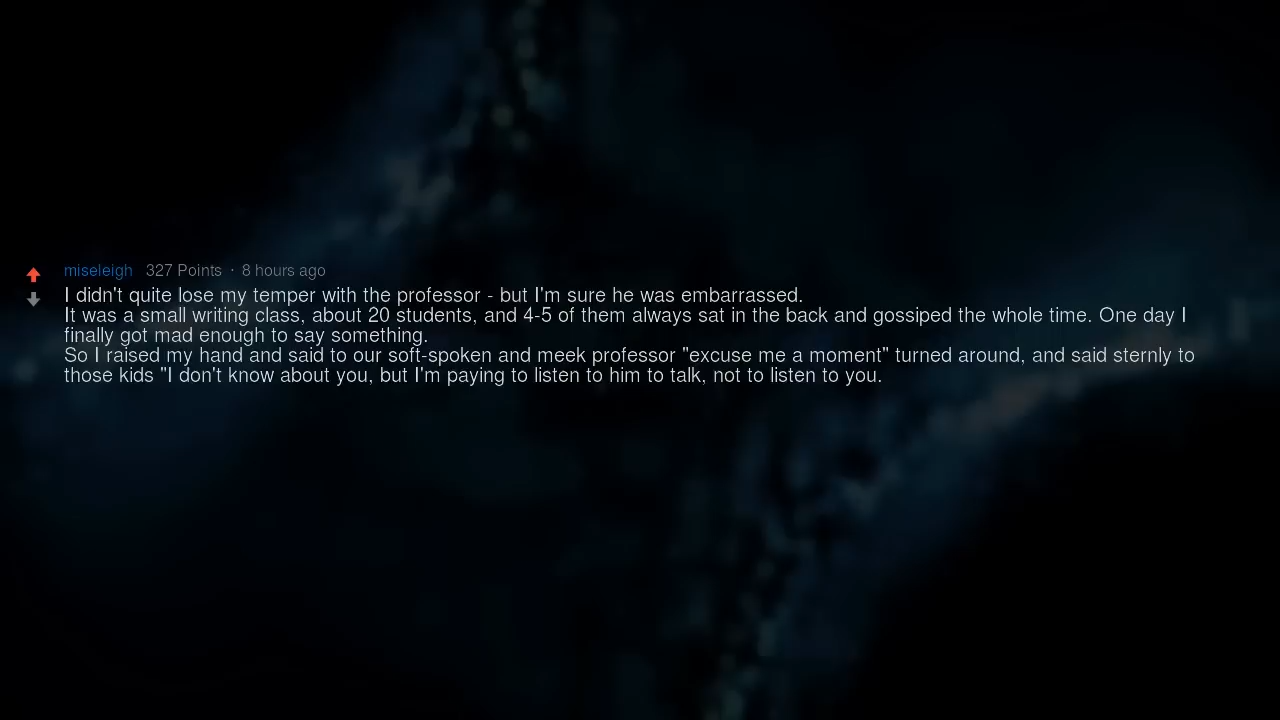 miseleigh 327 Points · 8 hours ago
I didn't quite lose my temper with the professor - but I'm sure he was embarrassed.
It was a small writing class, about 20 students, and 4-5 of them always sat in the back and gossiped the whole time. One day I
finally got mad enough to say something.
So I raised my hand and said to our soft-spoken and meek professor "excuse me a moment" turned around, and said sternly to
those kids "I don't know about you, but I'm paying to listen to him to talk, not to listen to you.